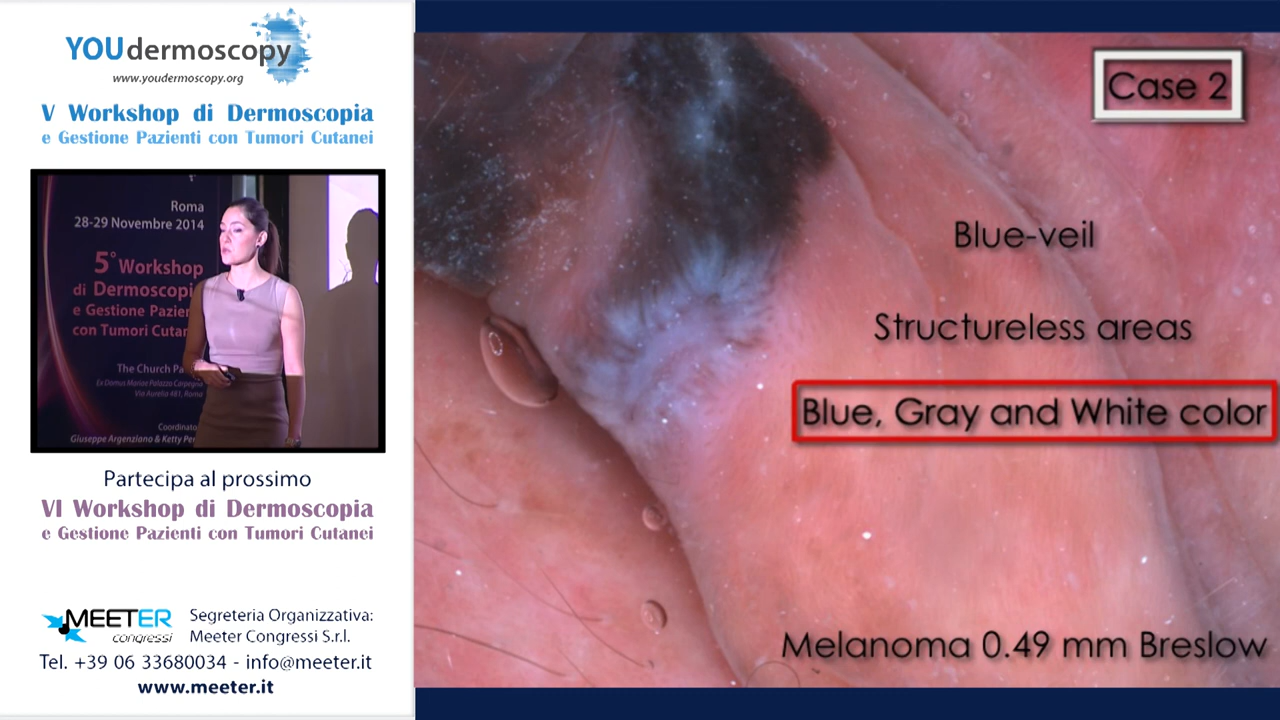 YOUdermoscopy
www.youdermoscopy.org
V Workshop di Dermoscopia
e Gestione Pazienti con Tumori Cutanei
Roma
28-29 Novembre 2014
5° Workshop
di Dermoscopi
e Gestione Pazien
con Tumori Cutan
The Church Pa
Ex Domus Mariae Palazzo Carpegna
Via Aurelia 481, Roma
Coordinato
Giuseppe Argenziano & Ketty Per
Partecipa al prossimo
VI Workshop di Dermoscopia
e Gestione Pazienti con Tumori Cutanei
MEETER
congressi
Segreteria Organizzativa:
Meeter Congressi S.r.l.
Tel. +39 06 33680034 - info@meeter.it
www.meeter.it
Case 2
Blue-veil
Structureless areas
Blue, Gray and White color
Melanoma 0.49 mm Breslow